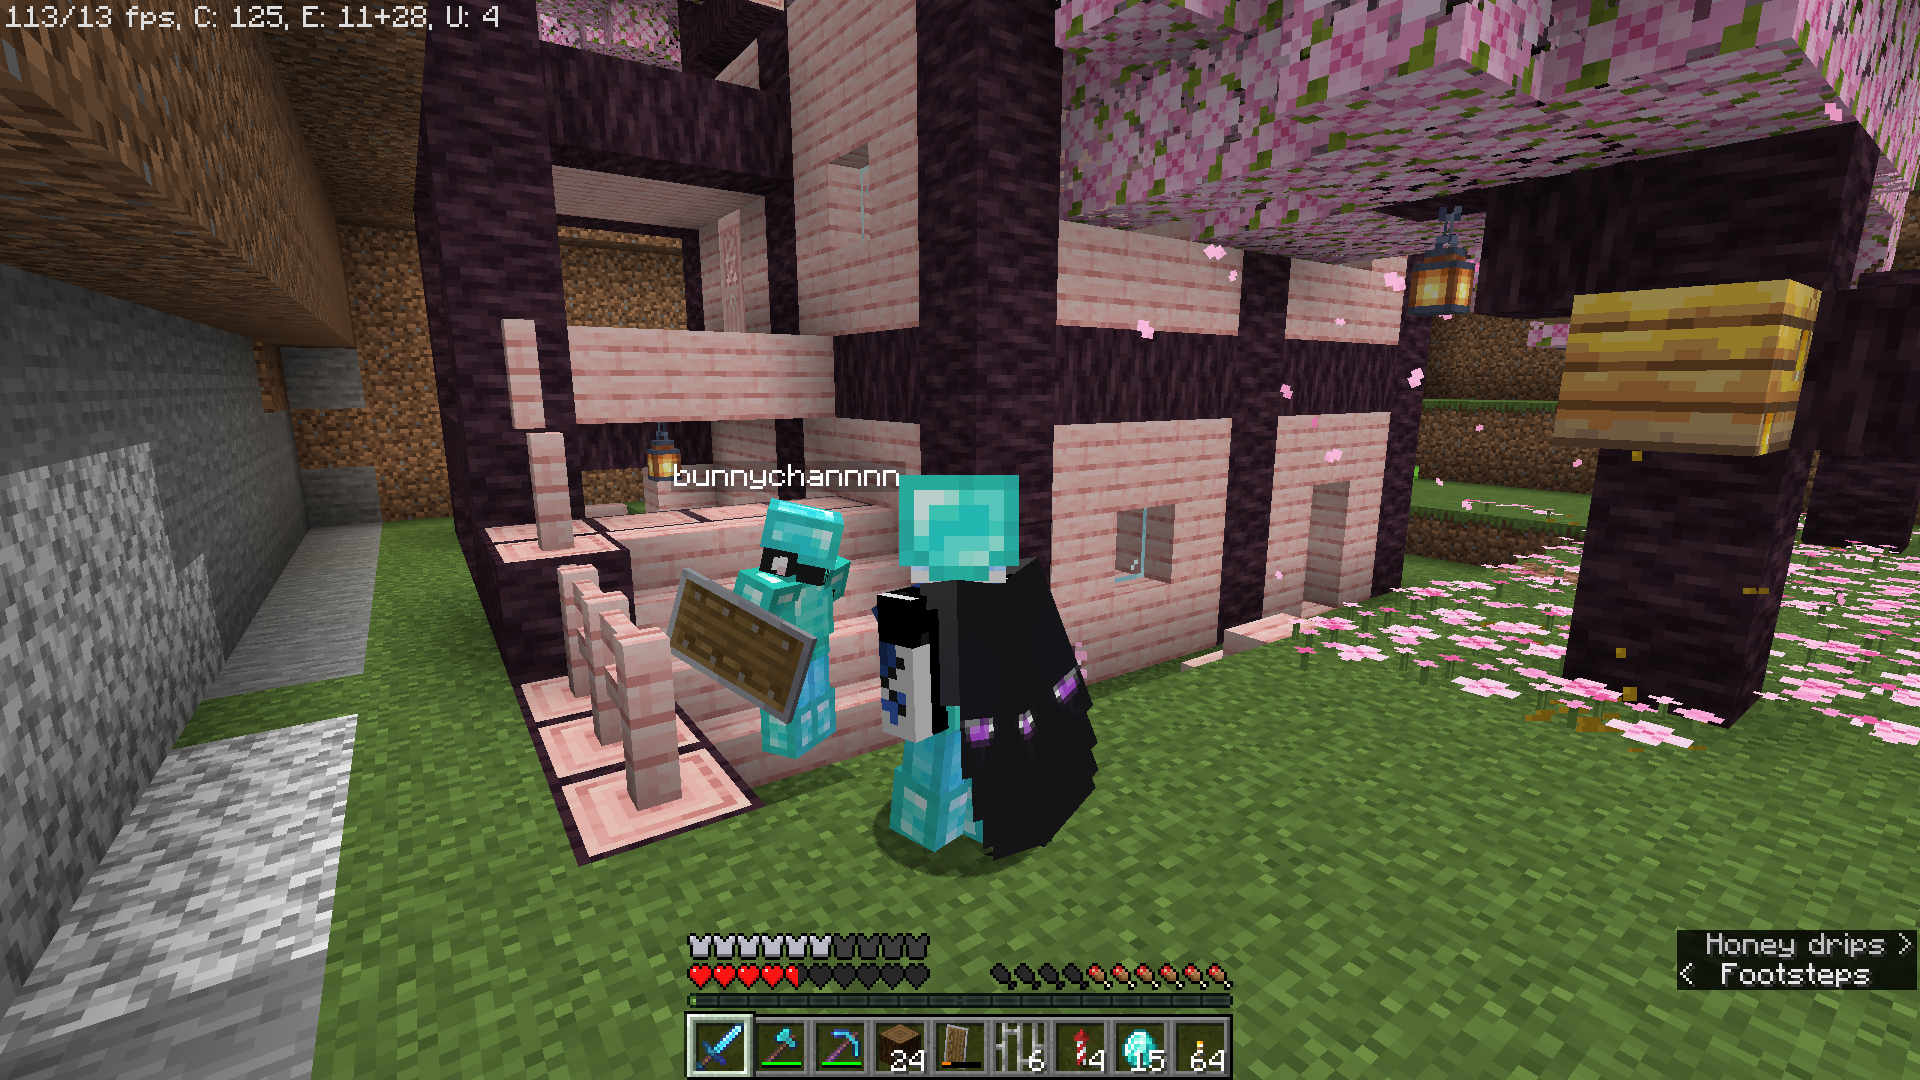 113/13 fps, C: 125, E: 11+28, U: 4
bunnychannnn
Honey drips >
< Footsteps
24 6 4 15 64